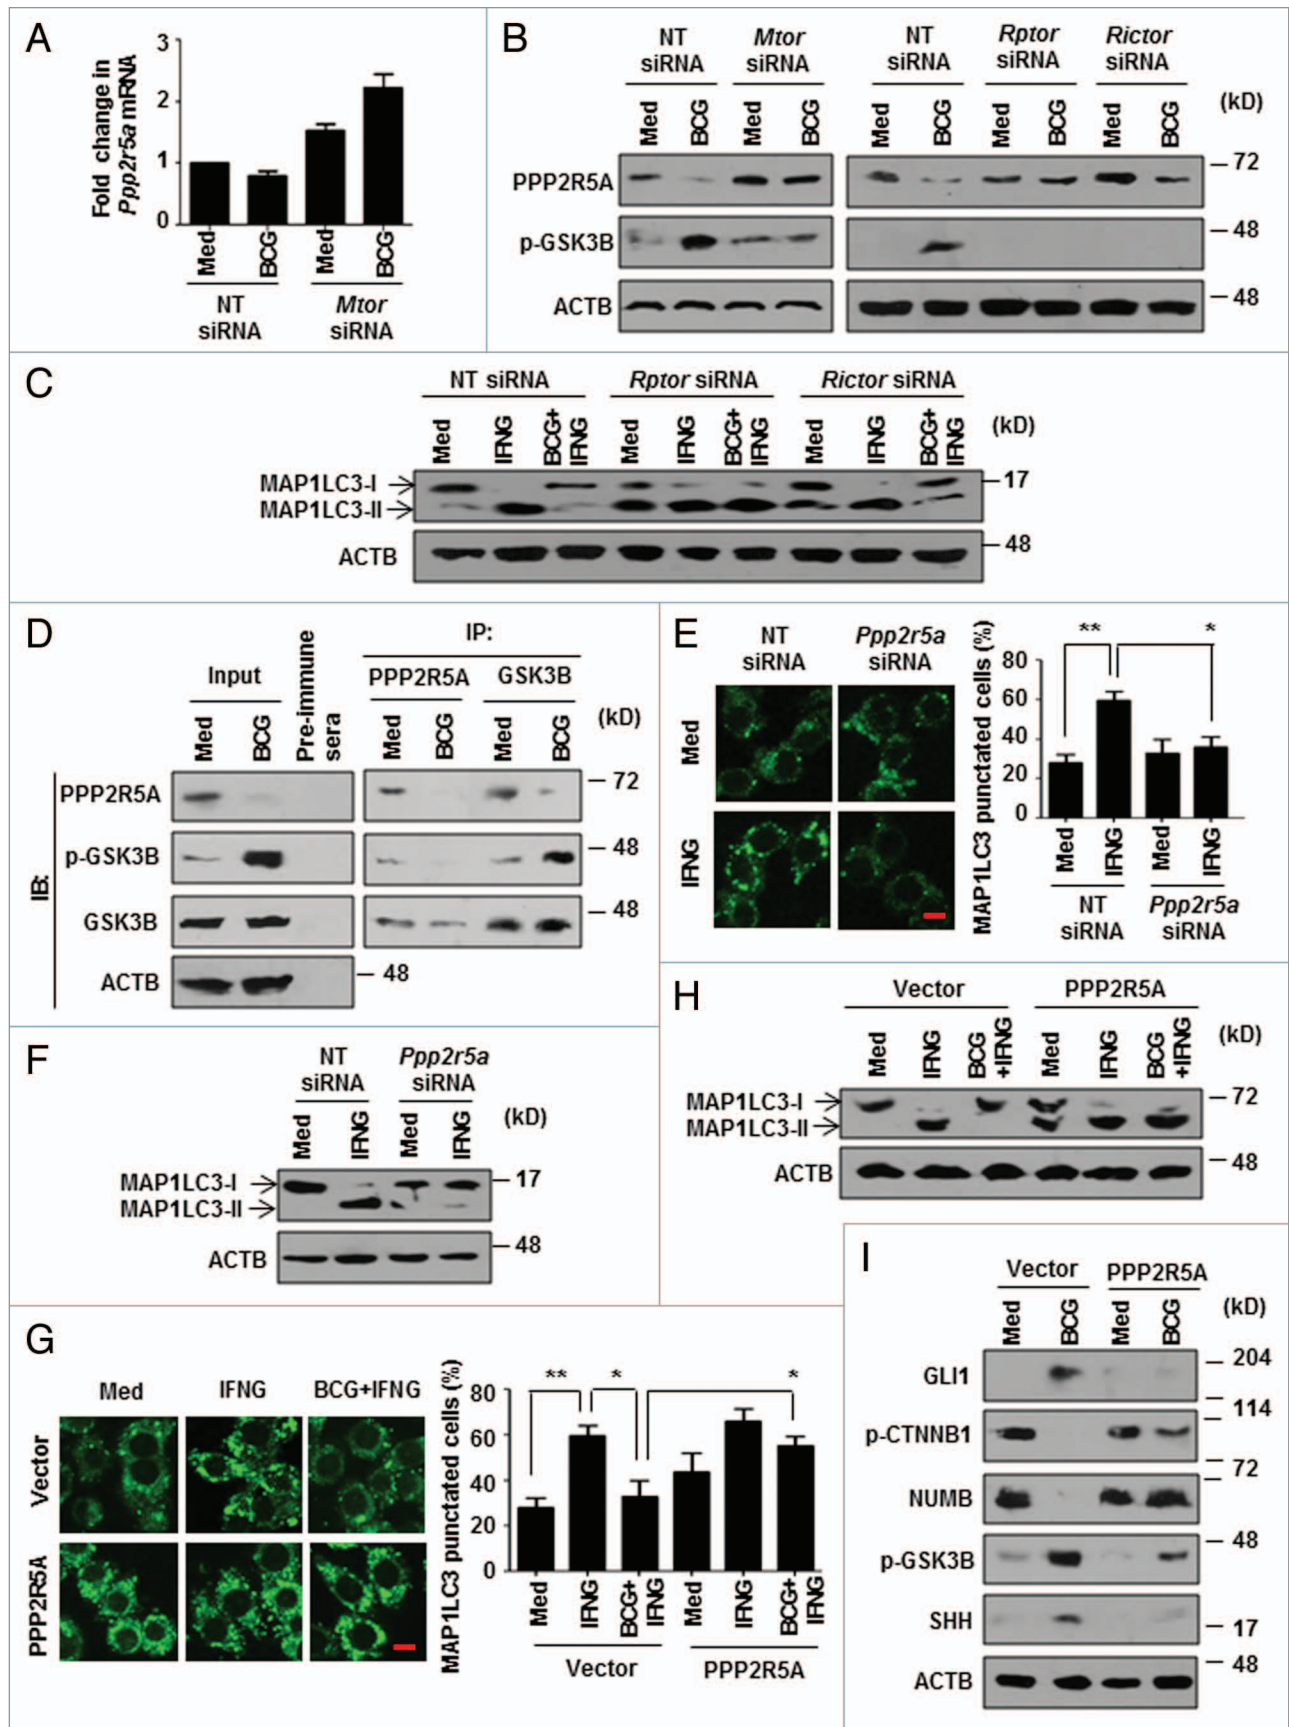 A
Fold change in
Ppp2r5a mRNA
3
2
1
0
Med
BCG
Med
BCG
NT
siRNA
Mtor
siRNA
B
NT
siRNA
Mtor
siRNA
NT
siRNA
Rptor
siRNA
Rictor
siRNA
Med
BCG
Med
BCG
Med
BCG
Med
BCG
Med
BCG
(kD)
PPP2R5A
72
p-GSK3B
48
ACTB
48
C
NT siRNA
Rptor siRNA
Rictor siRNA
Med
IFNG
BCG+
IFNG
Med
IFNG
BCG+
IFNG
Med
IFNG
BCG+
IFNG
(kD)
MAP1LC3-I
17
MAP1LC3-II
ACTB
48
D
IP:
Input
Pre-immune
sera
PPP2R5A
GSK3B
Med
BCG
Med
BCG
Med
BCG
(kD)
IB:
PPP2R5A
72
p-GSK3B
48
GSK3B
48
ACTB
48
E
NT
siRNA
Ppp2r5a
siRNA
Med
IFNG
MAP1LC3 punctated cells (%)
80
60
40
20
0
**
*
Med
IFNG
Med
IFNG
NT
siRNA
Ppp2r5a
siRNA
F
NT
siRNA
Ppp2r5a
siRNA
Med
IFNG
Med
IFNG
(kD)
MAP1LC3-I
17
MAP1LC3-II
ACTB
48
H
Vector
PPP2R5A
Med
IFNG
BCG
+IFNG
Med
IFNG
BCG
+IFNG
(kD)
MAP1LC3-I
72
MAP1LC3-II
ACTB
48
G
Med
IFNG
BCG+IFNG
Vector
PPP2R5A
MAP1LC3 punctated cells (%)
80
60
40
20
0
**
*
*
Med
IFNG
BCG+
IFNG
Med
IFNG
BCG+
IFNG
Vector
PPP2R5A
I
Vector
PPP2R5A
Med
BCG
Med
BCG
(kD)
GLI1
204
114
p-CTNNB1
72
NUMB
48
p-GSK3B
SHH
17
48
ACTB